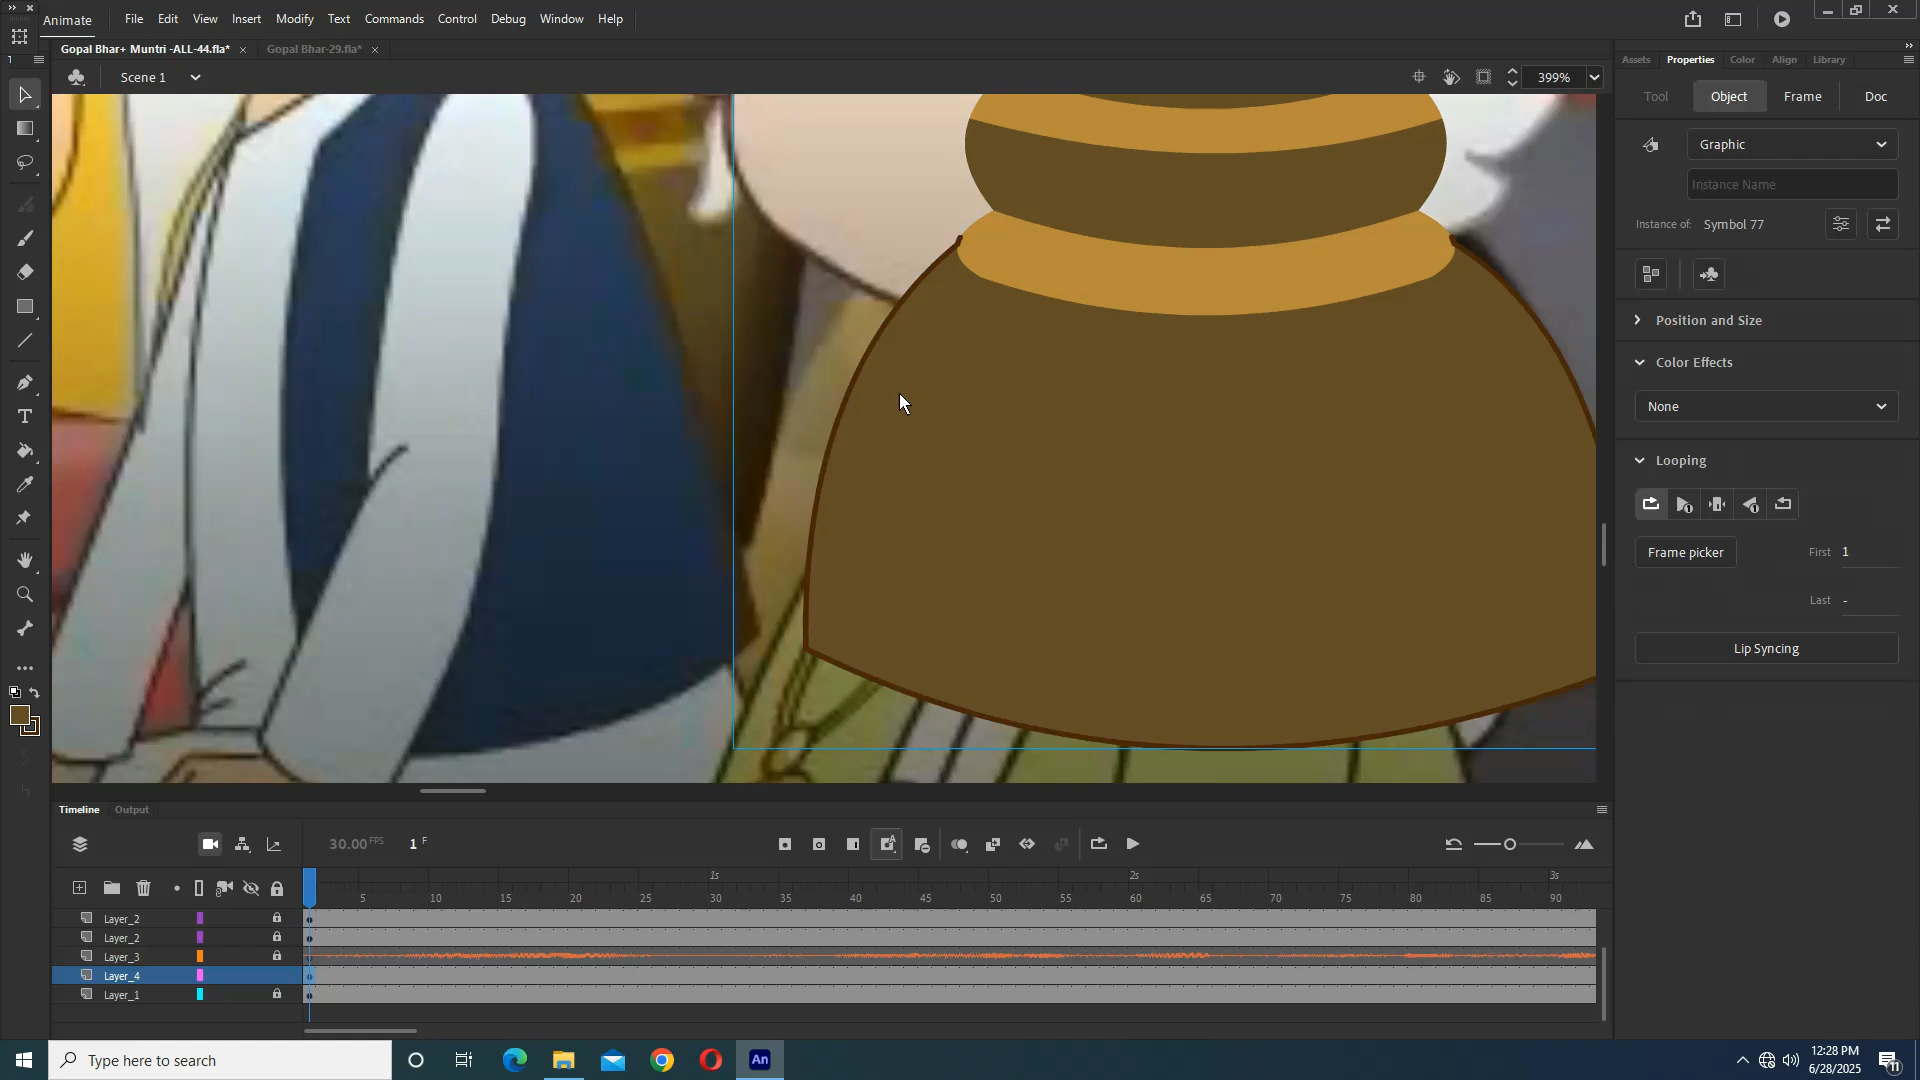 Animate
File Edit View Insert Modify Text Commands Control Debug Window Help
Gopal Bhar+ Muntri -ALL-44.fla*
Gopal Bhar-29.fla*
Scene 1
399%
Assets Properties Color Align Library
Tool Object Frame Doc
Graphic
Instance Name
Instance of: Symbol 77
Position and Size
Color Effects
None
Looping
Frame picker
First 1
Last -
Lip Syncing
Timeline Output
30.00 FPS 1 F
1s 2s 3s
5 10 15 20 25 30 35 40 45 50 55 60 65 70 75 80 85 90
Layer_2
Layer_2
Layer_3
Layer_4
Layer_1
Type here to search
An
12:28 PM
6/28/2025
11